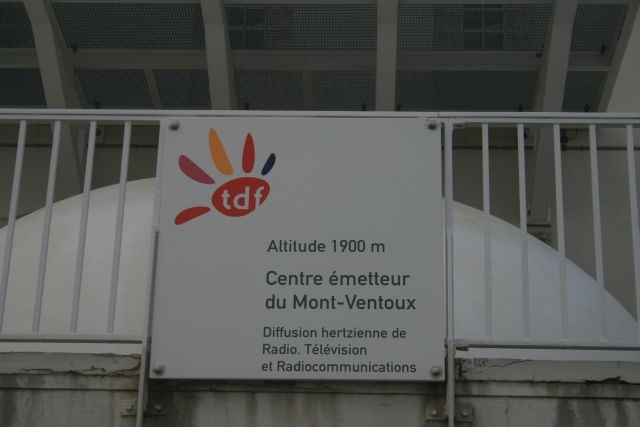 tdf
Altitude 1900 m
Centre émetteur
du Mont-Ventoux
Diffusion hertzienne de
Radio, Télévision
et Radiocommunications